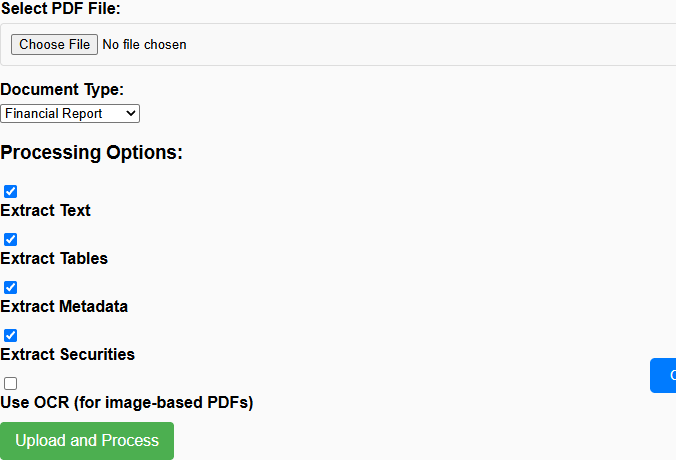 Select PDF File:
Choose File No file chosen
Document Type:
Financial Report
Processing Options:
Extract Text
Extract Tables
Extract Metadata
Extract Securities
Use OCR (for image-based PDFs)
Upload and Process